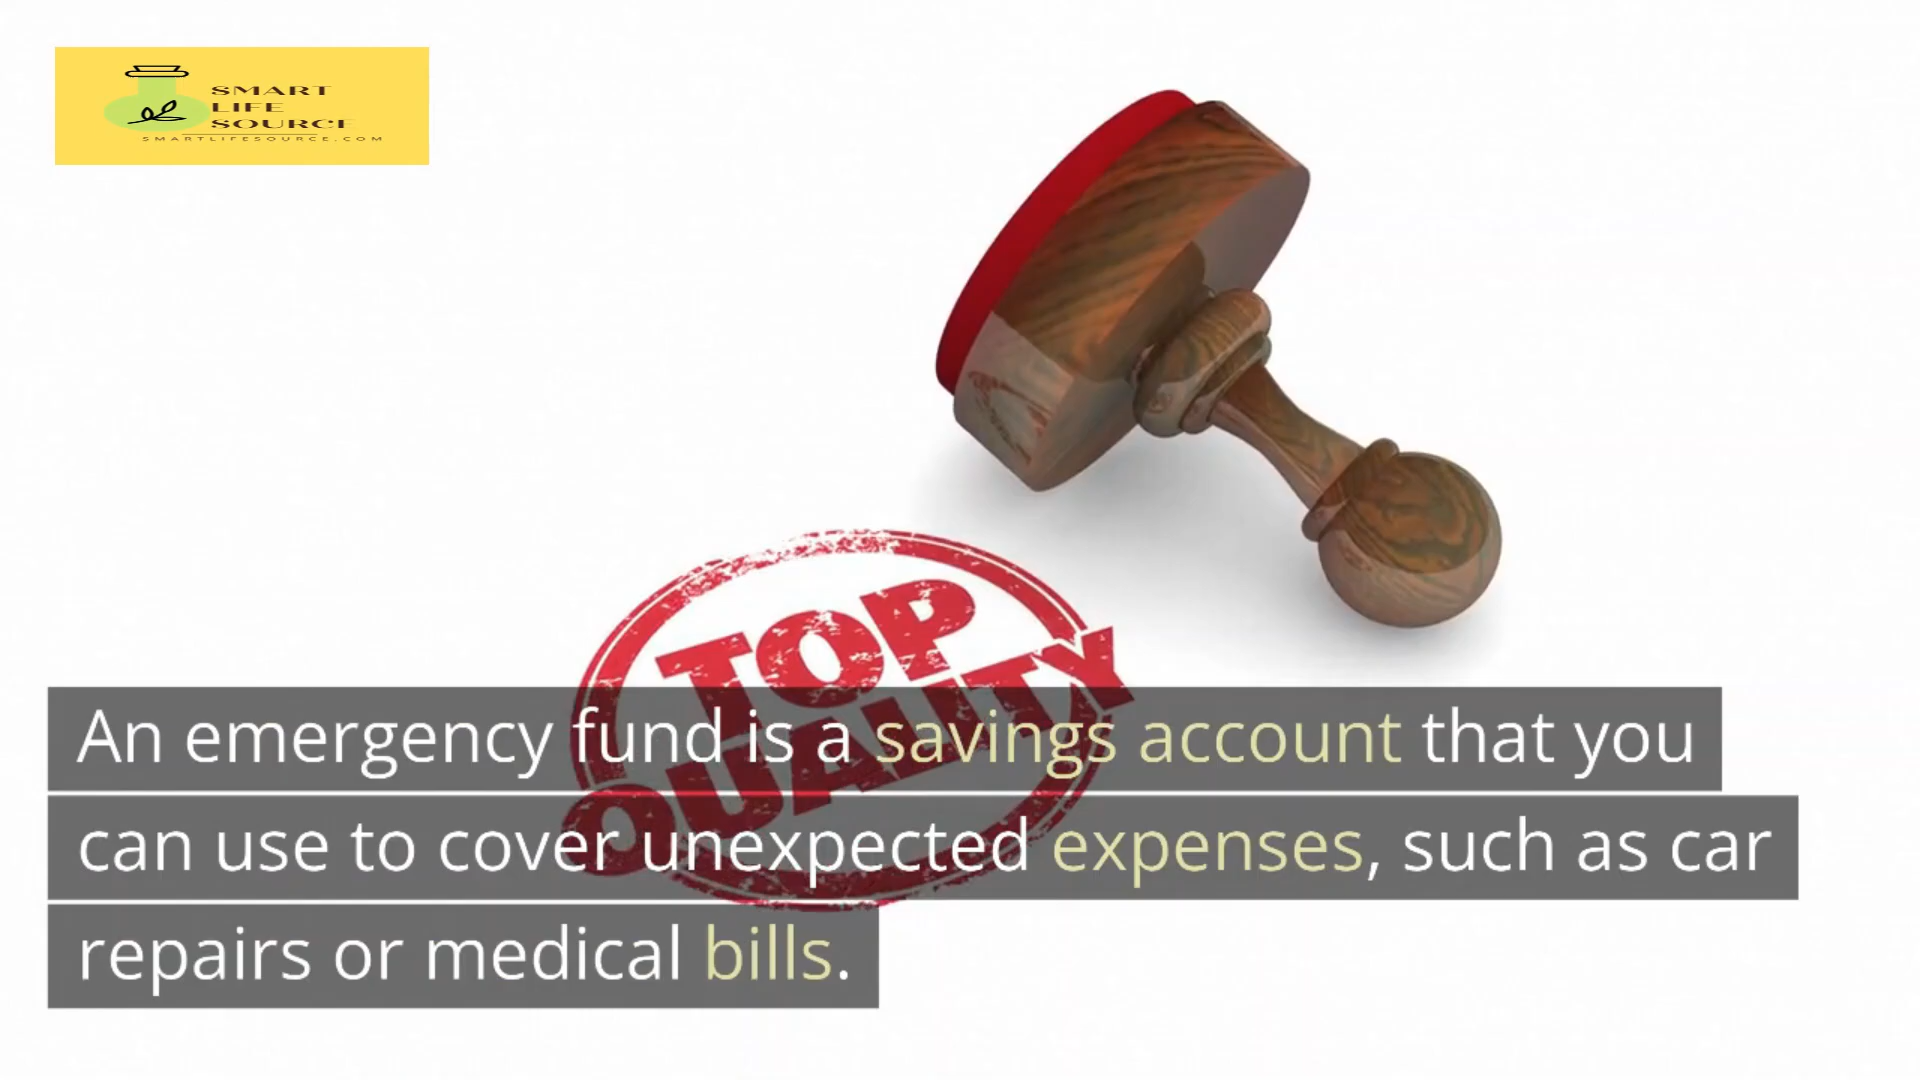 SMART
LIFE
SOURCE
SMARTLIFESOURCE.COM
TOP
QUALITY
An emergency fund is a savings account that you
can use to cover unexpected expenses, such as car
repairs or medical bills.